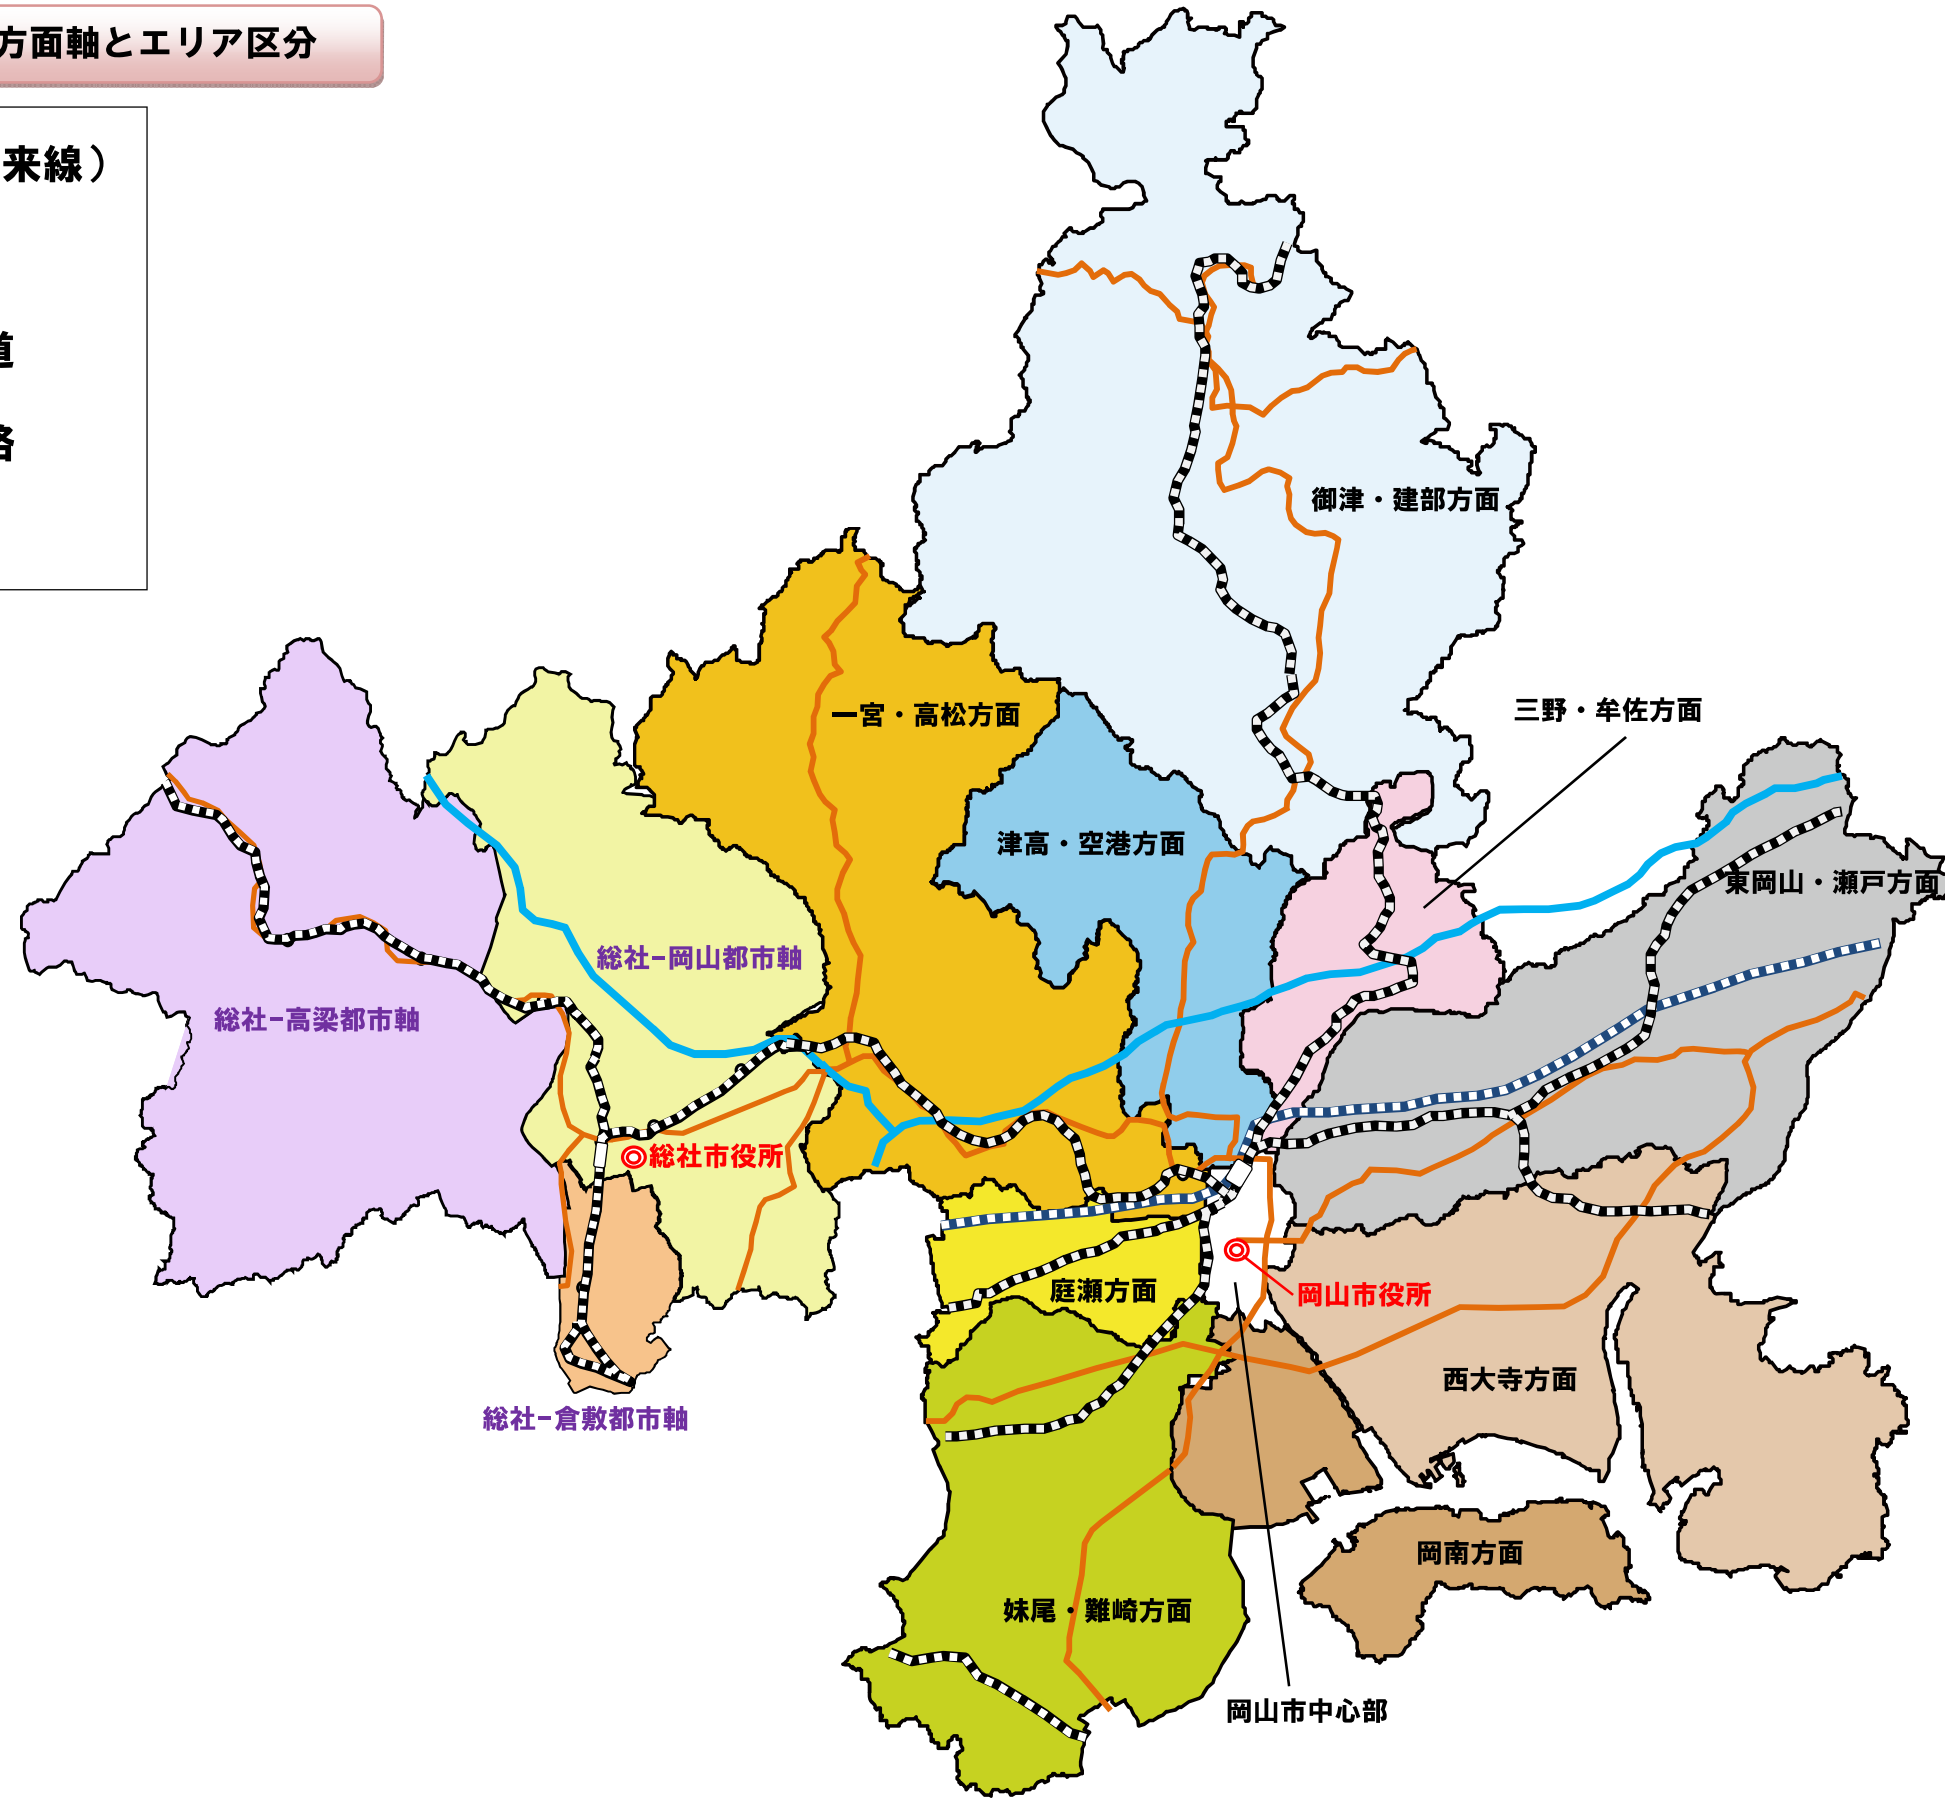 方面軸とエリア区分
来線）
道
路
御津・建部方面
三野・牟佐方面
一宮・高松方面
津高・空港方面
東岡山・瀬戸方面
総社−岡山都市軸
総社−高梁都市軸
総社市役所
庭瀬方面
岡山市役所
西大寺方面
総社−倉敷都市軸
岡南方面
妹尾・灘崎方面
岡山市中心部